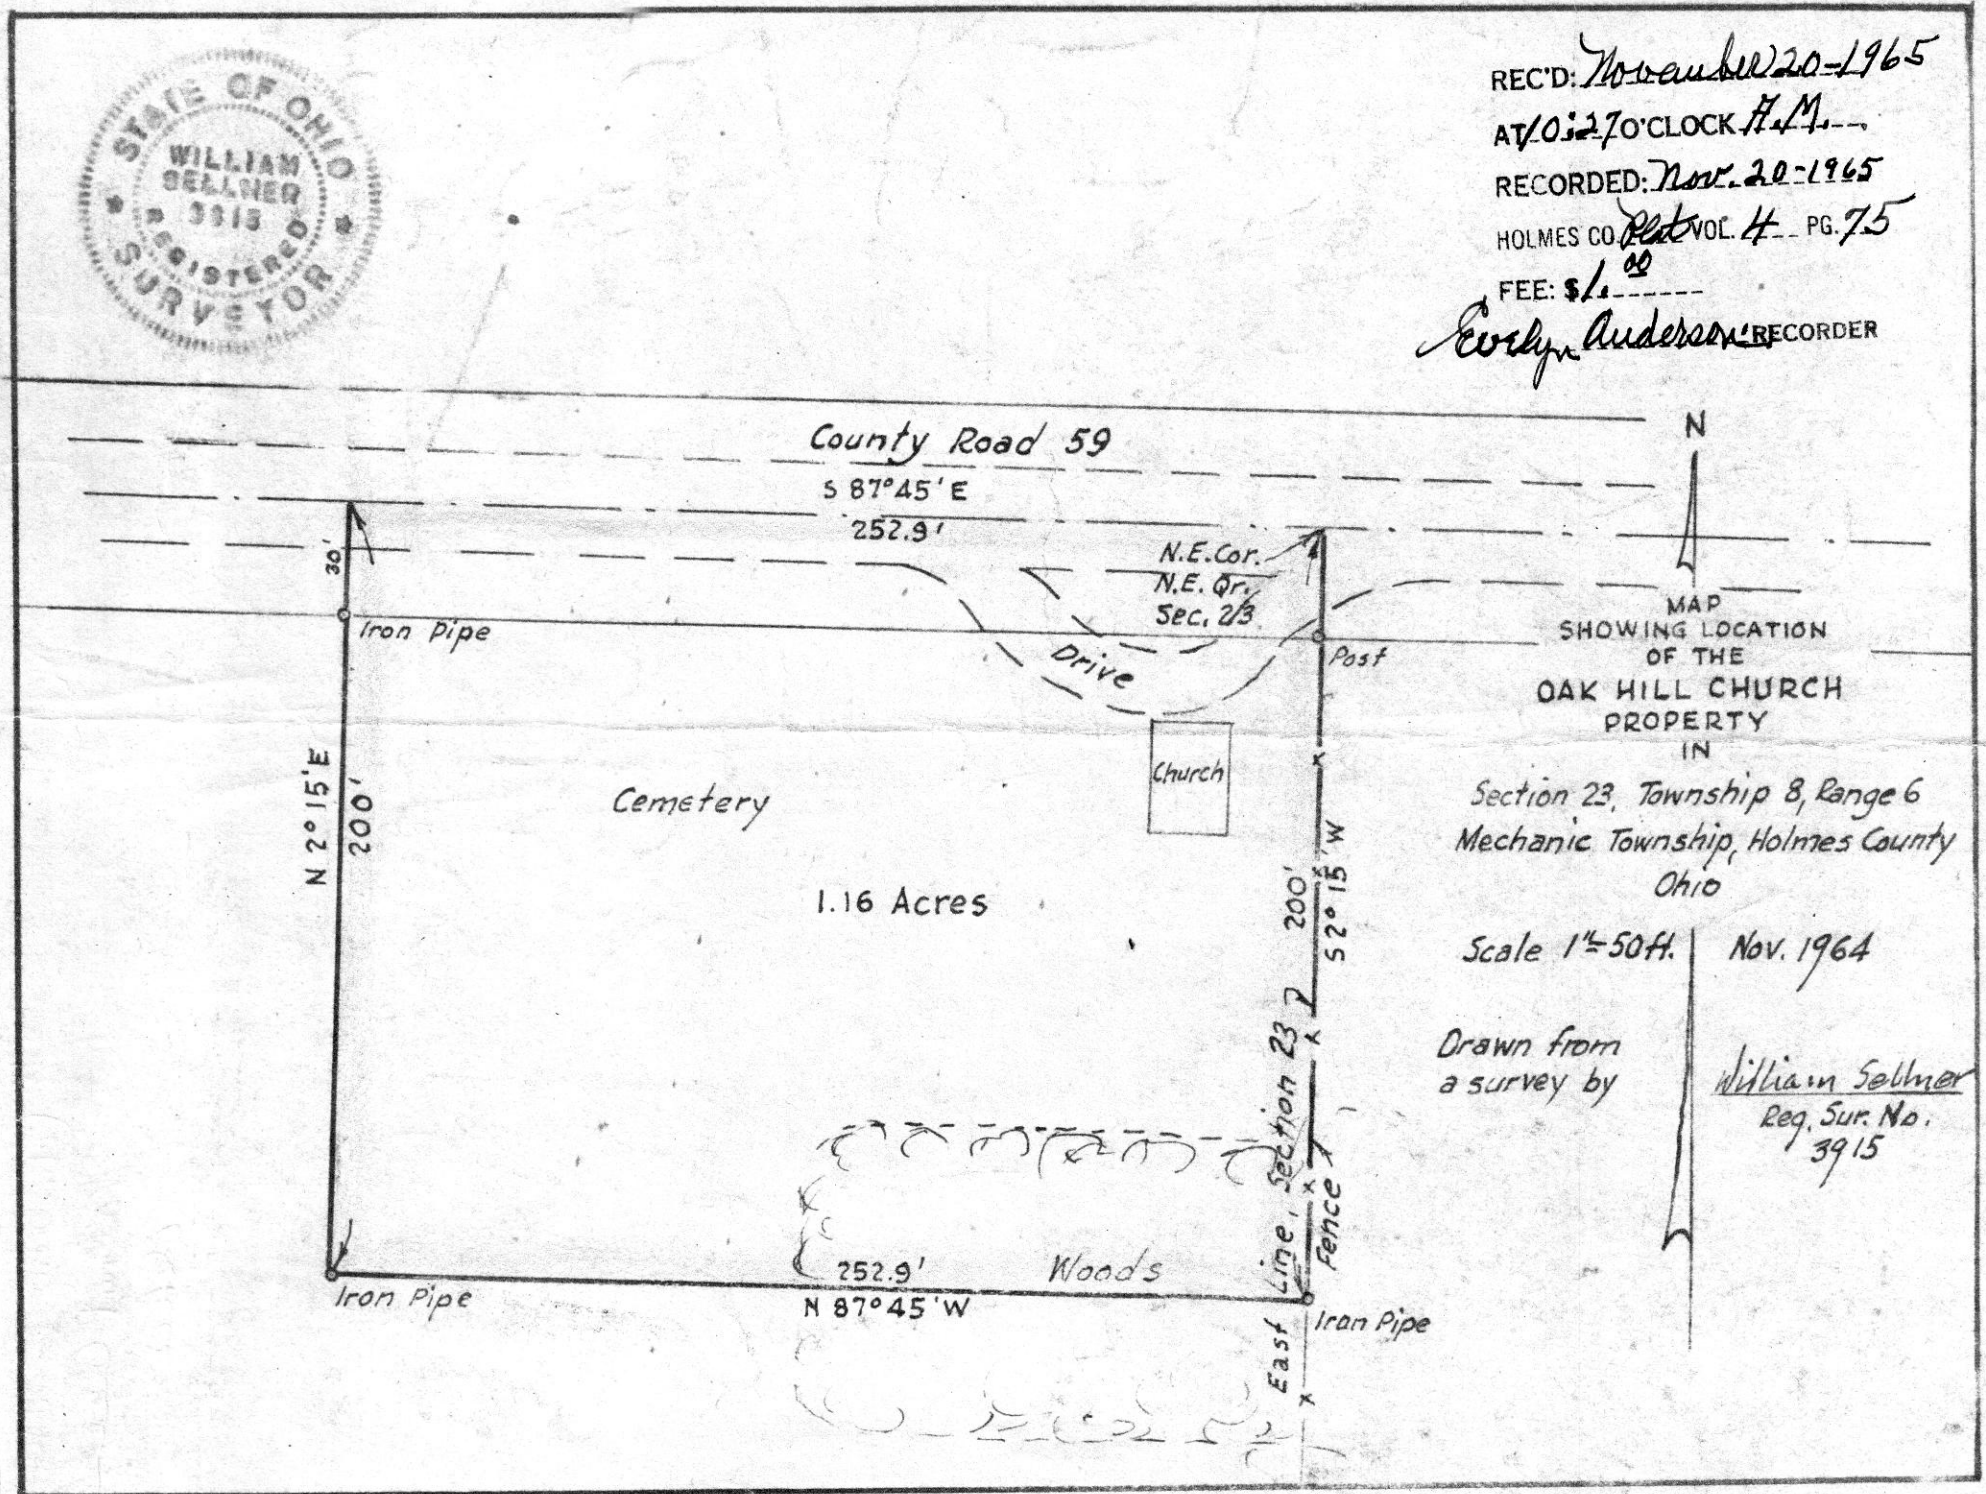 STATE OF OHIO
WILLIAM
SELLNER
3915
REGISTERED
SURVEYOR
REC'D: November 20-1965
AT 10:27 O'CLOCK A.M.
RECORDED: Nov. 20-1965
HOLMES CO. Plat VOL. 4 PG. 75
FEE: $1.00
Evelyn Anderson RECORDER
County Road 59
S 87°45'E
252.9'
N
30'
N.E. Cor.
N.E. Qr.
Sec. 23
Iron Pipe
Drive
Post
MAP
SHOWING LOCATION
OF THE
OAK HILL CHURCH
PROPERTY
IN
Section 23, Township 8, Range 6
Mechanic Township, Holmes County
Ohio
N 2°15'E
200'
Cemetery
Church
1.16 Acres
200'
S 2°15'W
Scale 1"=50ft.
Nov. 1964
Drawn from
a survey by
William Sellner
Reg. Sur. No.
3915
East Line, Section 23
Fence
252.9'
Woods
N 87°45'W
Iron Pipe
Iron Pipe